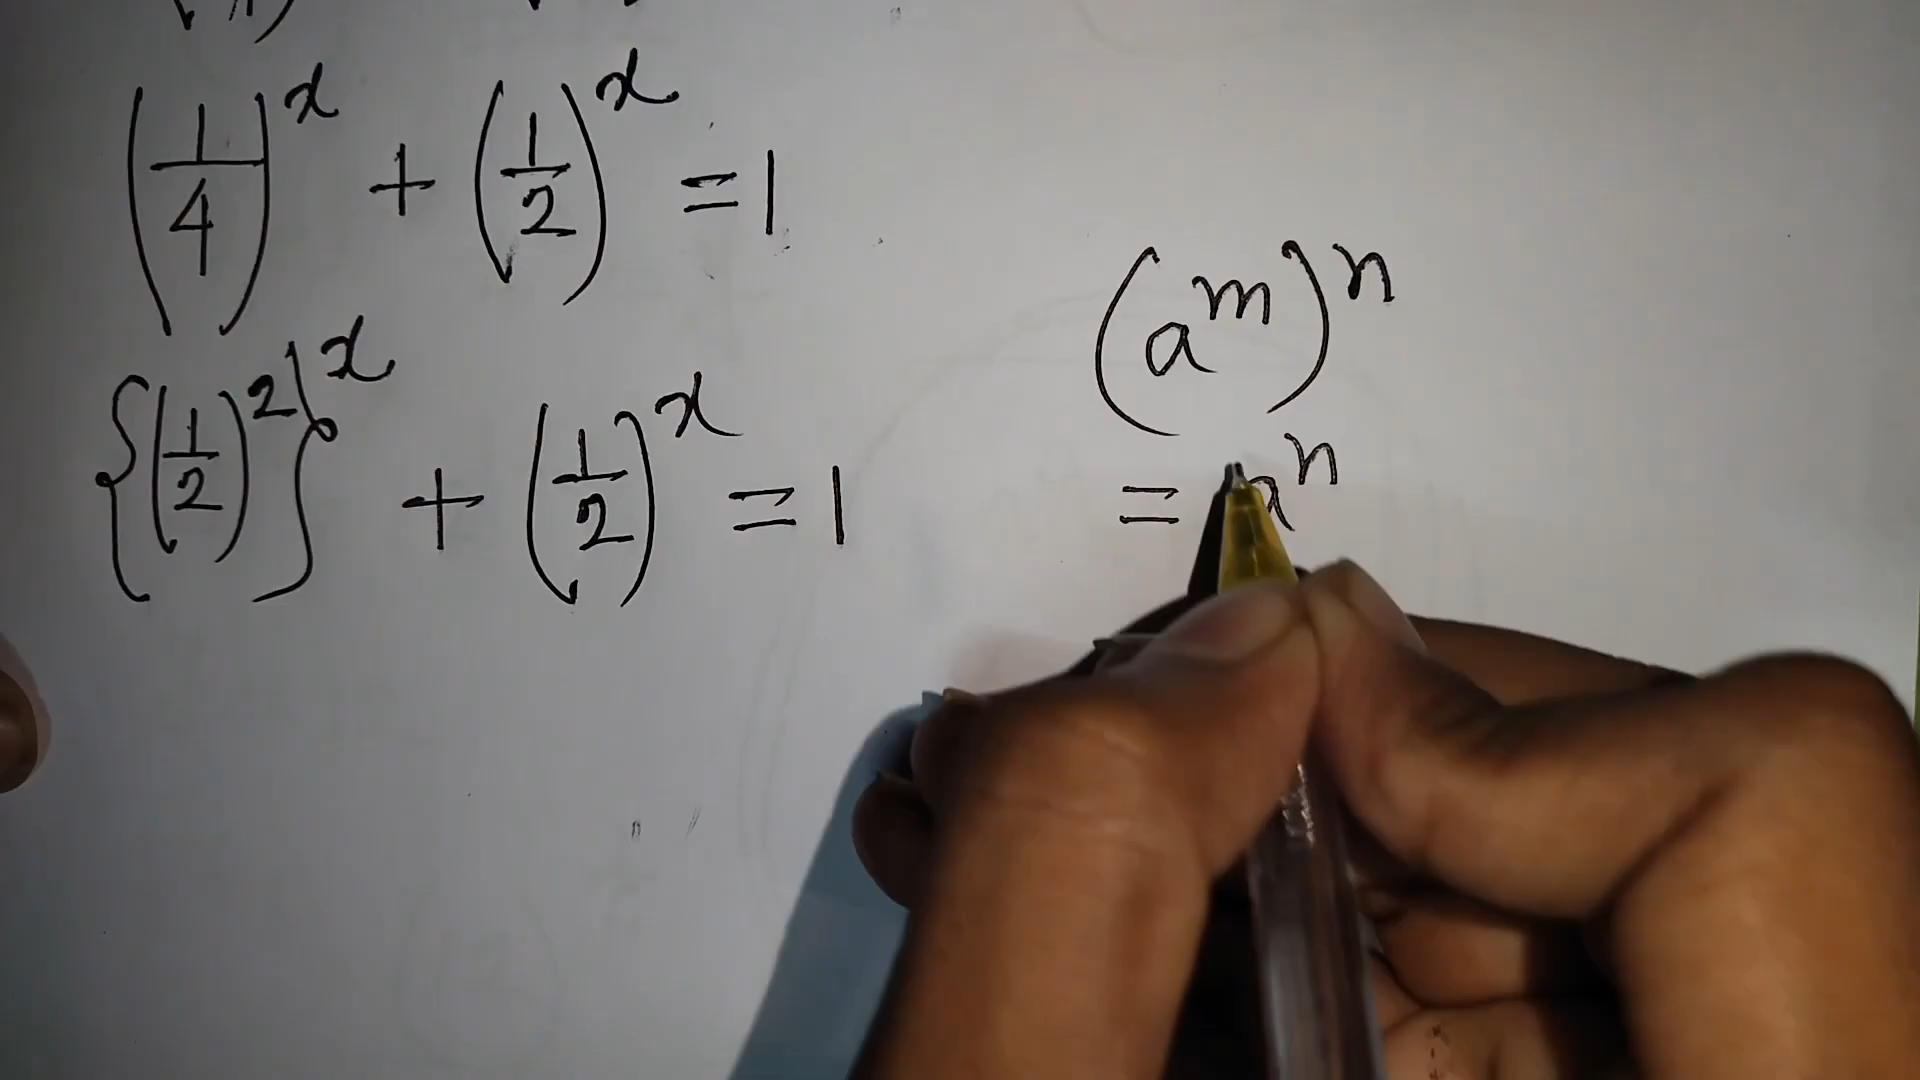 (1/4)^x + (1/2)^x = 1
{(1/2)^2}^x + (1/2)^x = 1
(a^m)^n
= a^n